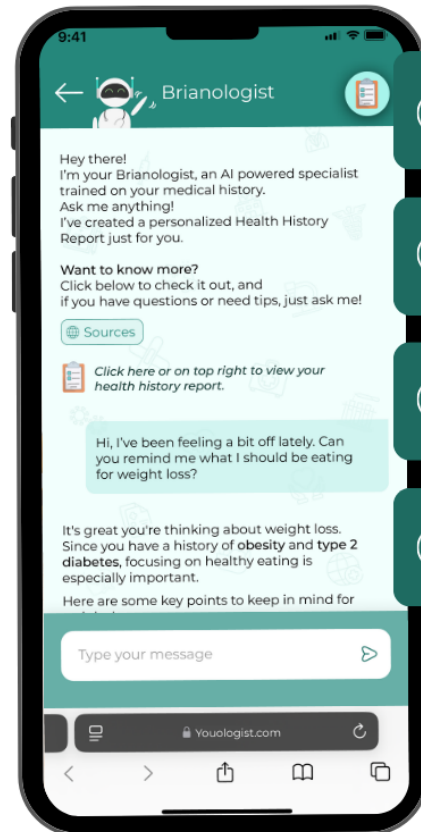 9:41
Brianologist
Hey there!
I'm your Brianologist, an AI powered specialist
trained on your medical history.
Ask me anything!
I've created a personalized Health History
Report just for you.
Want to know more?
Click below to check it out, and
if you have questions or need tips, just ask me!
Sources
Click here or on top right to view your
health history report.
Hi, I've been feeling a bit off lately. Can
you remind me what I should be eating
for weight loss?
It's great you're thinking about weight loss.
Since you have a history of obesity and type 2
diabetes, focusing on healthy eating is
especially important.
Here are some key points to keep in mind for
Type your message
Youologist.com